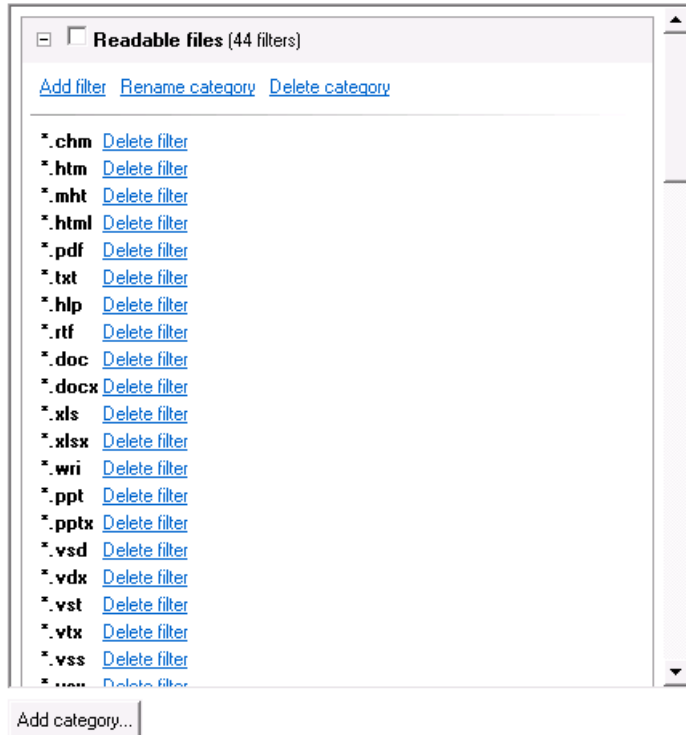 Readable files (44 filters)
Add filter Rename category Delete category
*.chm Delete filter
*.htm Delete filter
*.mht Delete filter
*.html Delete filter
*.pdf Delete filter
*.txt Delete filter
*.hlp Delete filter
*.rtf Delete filter
*.doc Delete filter
*.docx Delete filter
*.xls Delete filter
*.xlsx Delete filter
*.wri Delete filter
*.ppt Delete filter
*.pptx Delete filter
*.vsd Delete filter
*.vdx Delete filter
*.vst Delete filter
*.vtx Delete filter
*.vss Delete filter
Delete filter
Add category...